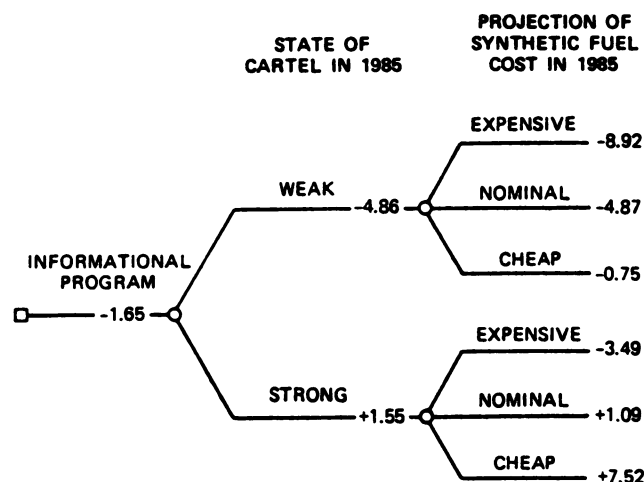 STATE OF
CARTEL IN 1985
PROJECTION OF
SYNTHETIC FUEL
COST IN 1985
EXPENSIVE
-8.92
WEAK
-4.86
NOMINAL
-4.87
CHEAP
-0.75
INFORMATIONAL
PROGRAM
-1.65
EXPENSIVE
-3.49
STRONG
+1.55
NOMINAL
+1.09
CHEAP
+7.52